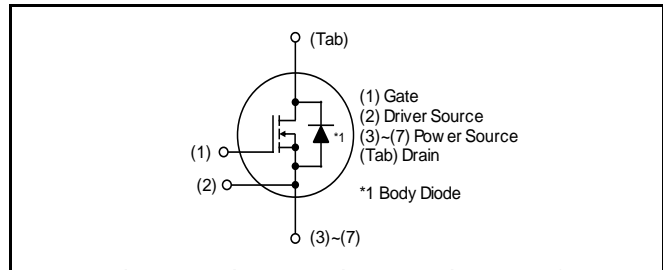 (Tab)
(1) Gate
(2) Driver Source
(3)~(7) Power Source
(Tab) Drain
*1 Body Diode
*1
(1)
(2)
(3)~(7)